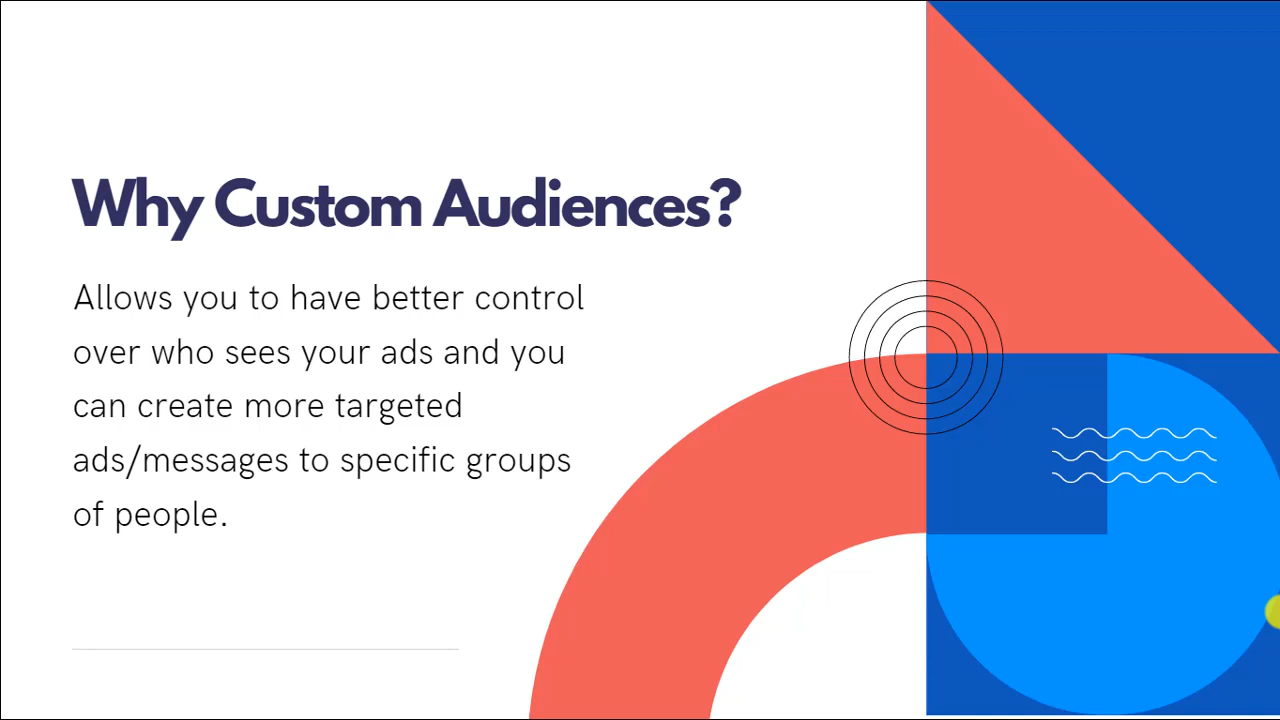 Why Custom Audiences?
Allows you to have better control
over who sees your ads and you
can create more targeted
ads/messages to specific groups
of people.